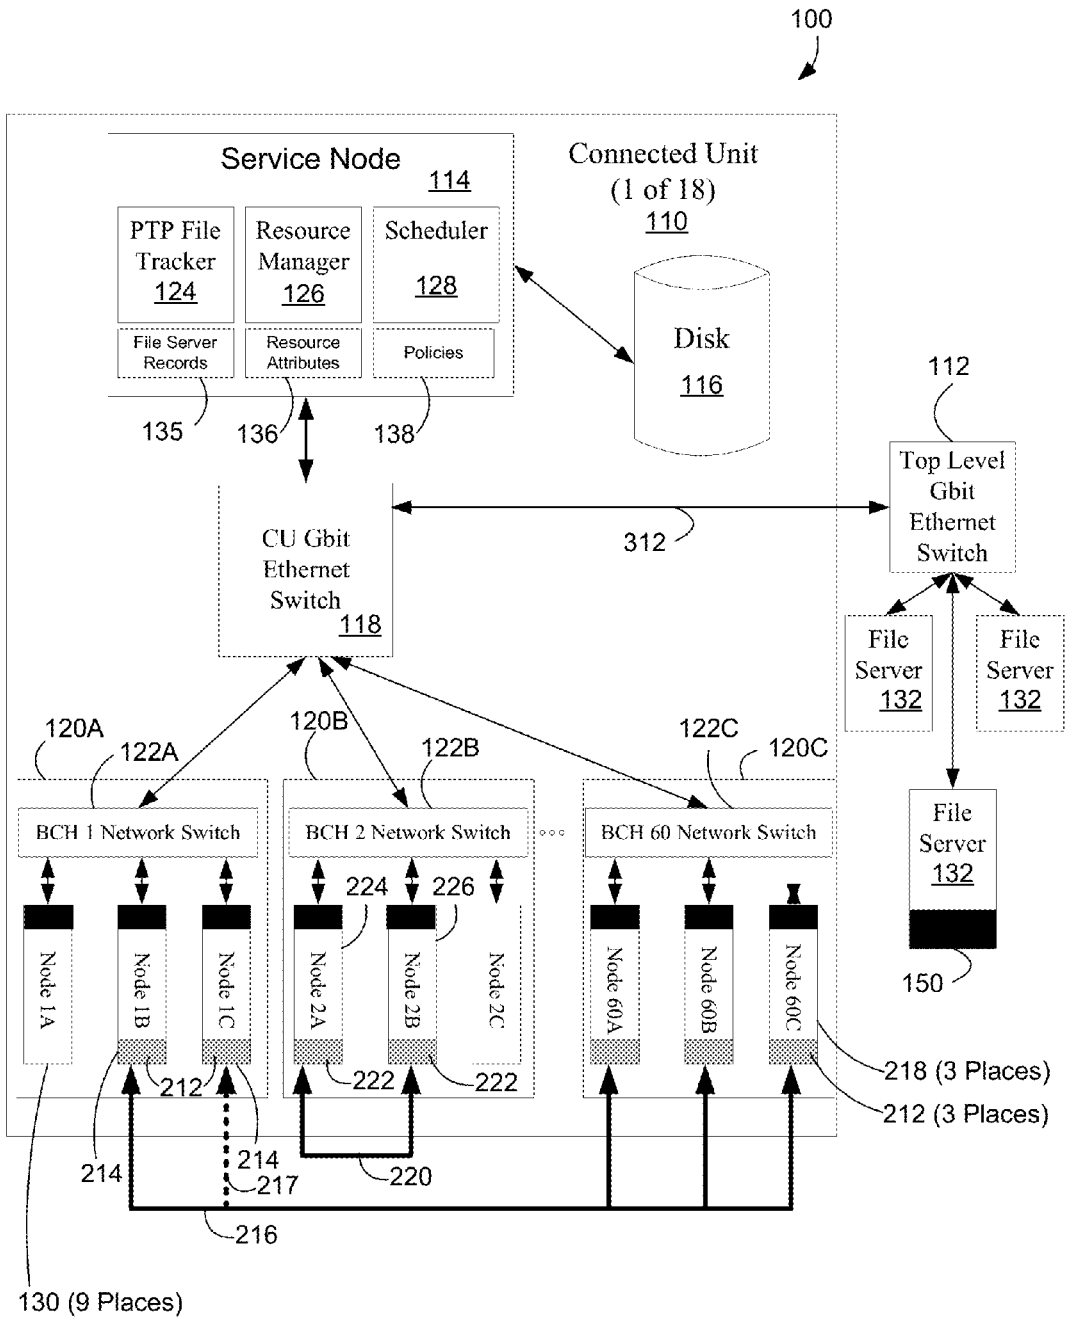 100
Service Node
114
Connected Unit
(1 of 18)
110
PTP File
Tracker
124
Resource
Manager
126
Scheduler
128
File Server
Records
Resource
Attributes
Policies
135
136
138
Disk
116
112
Top Level
Gbit
Ethernet
Switch
312
CU Gbit
Ethernet
Switch
118
File
Server
132
File
Server
132
120A
122A
120B
122B
122C
120C
BCH 1 Network Switch
BCH 2 Network Switch
BCH 60 Network Switch
File
Server
132
150
224
226
Node 1A
Node 1B
Node 1C
Node 2A
Node 2B
Node 2C
Node 60A
Node 60B
Node 60C
212
222
222
218 (3 Places)
212 (3 Places)
214
214
217
220
216
130 (9 Places)